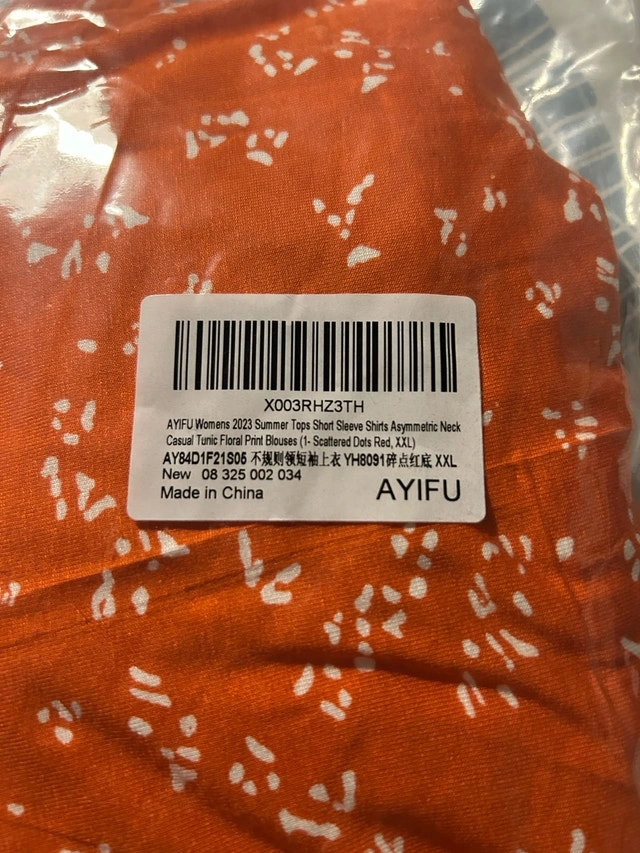 X003RHZ3TH
AYIFU Womens 2023 Summer Tops Short Sleeve Shirts Asymmetric Neck
Casual Tunic Floral Print Blouses (1- Scattered Dots Red, XXL)
AY84D1F21S05 不规则领短袖上衣 YH8091碎点红底 XXL
New 08 325 002 034
Made in China
AYIFU